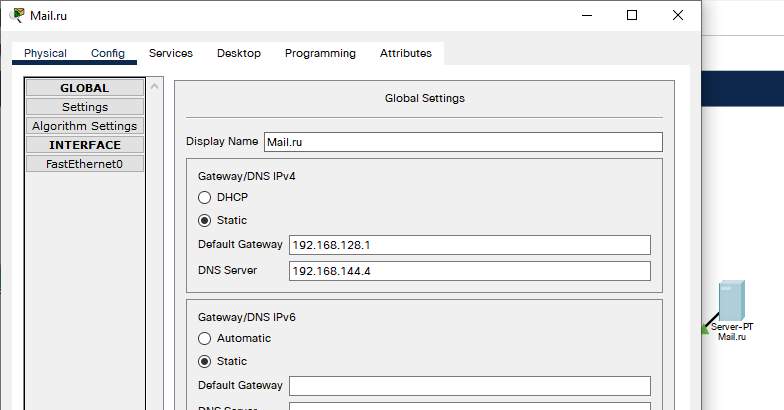 Mail.ru
Physical Config Services Desktop Programming Attributes
GLOBAL
Settings
Algorithm Settings
INTERFACE
FastEthernet0
Global Settings
Display Name Mail.ru
Gateway/DNS IPv4
DHCP
Static
Default Gateway 192.168.128.1
DNS Server 192.168.144.4
Gateway/DNS IPv6
Automatic
Static
Default Gateway
DNS Server
Server-PT
Mail.ru